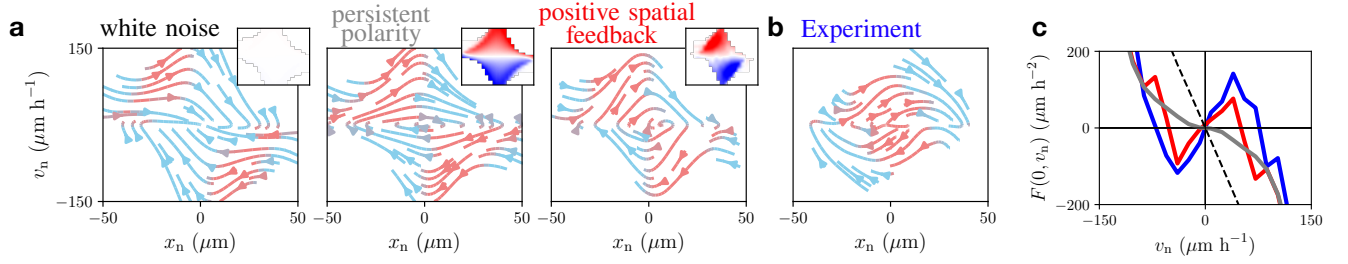 a
white noise
persistent
polarity
positive spatial
feedback
b
Experiment
c
150
−150
v_n (μm h⁻¹)
−50
0
50
x_n (μm)
−50
0
50
x_n (μm)
−50
0
50
x_n (μm)
−50
0
50
x_n (μm)
200
0
−200
F(0, v_n) (μm h⁻²)
−150
0
150
v_n (μm h⁻¹)